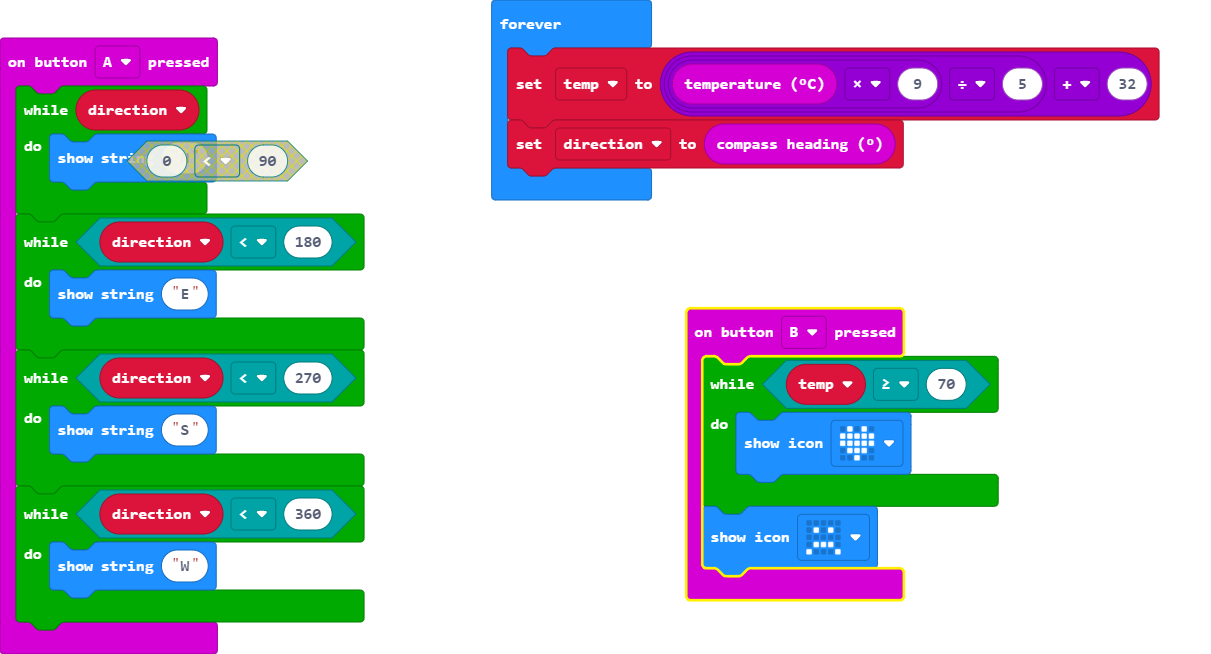 on button A pressed
while direction
do
show strin
0 < 90
while direction < 180
do
show string "E"
while direction < 270
do
show string "S"
while direction < 360
do
show string "W"
forever
set temp to temperature (ºC) × 9 ÷ 5 + 32
set direction to compass heading (º)
on button B pressed
while temp ≥ 70
do
show icon
show icon